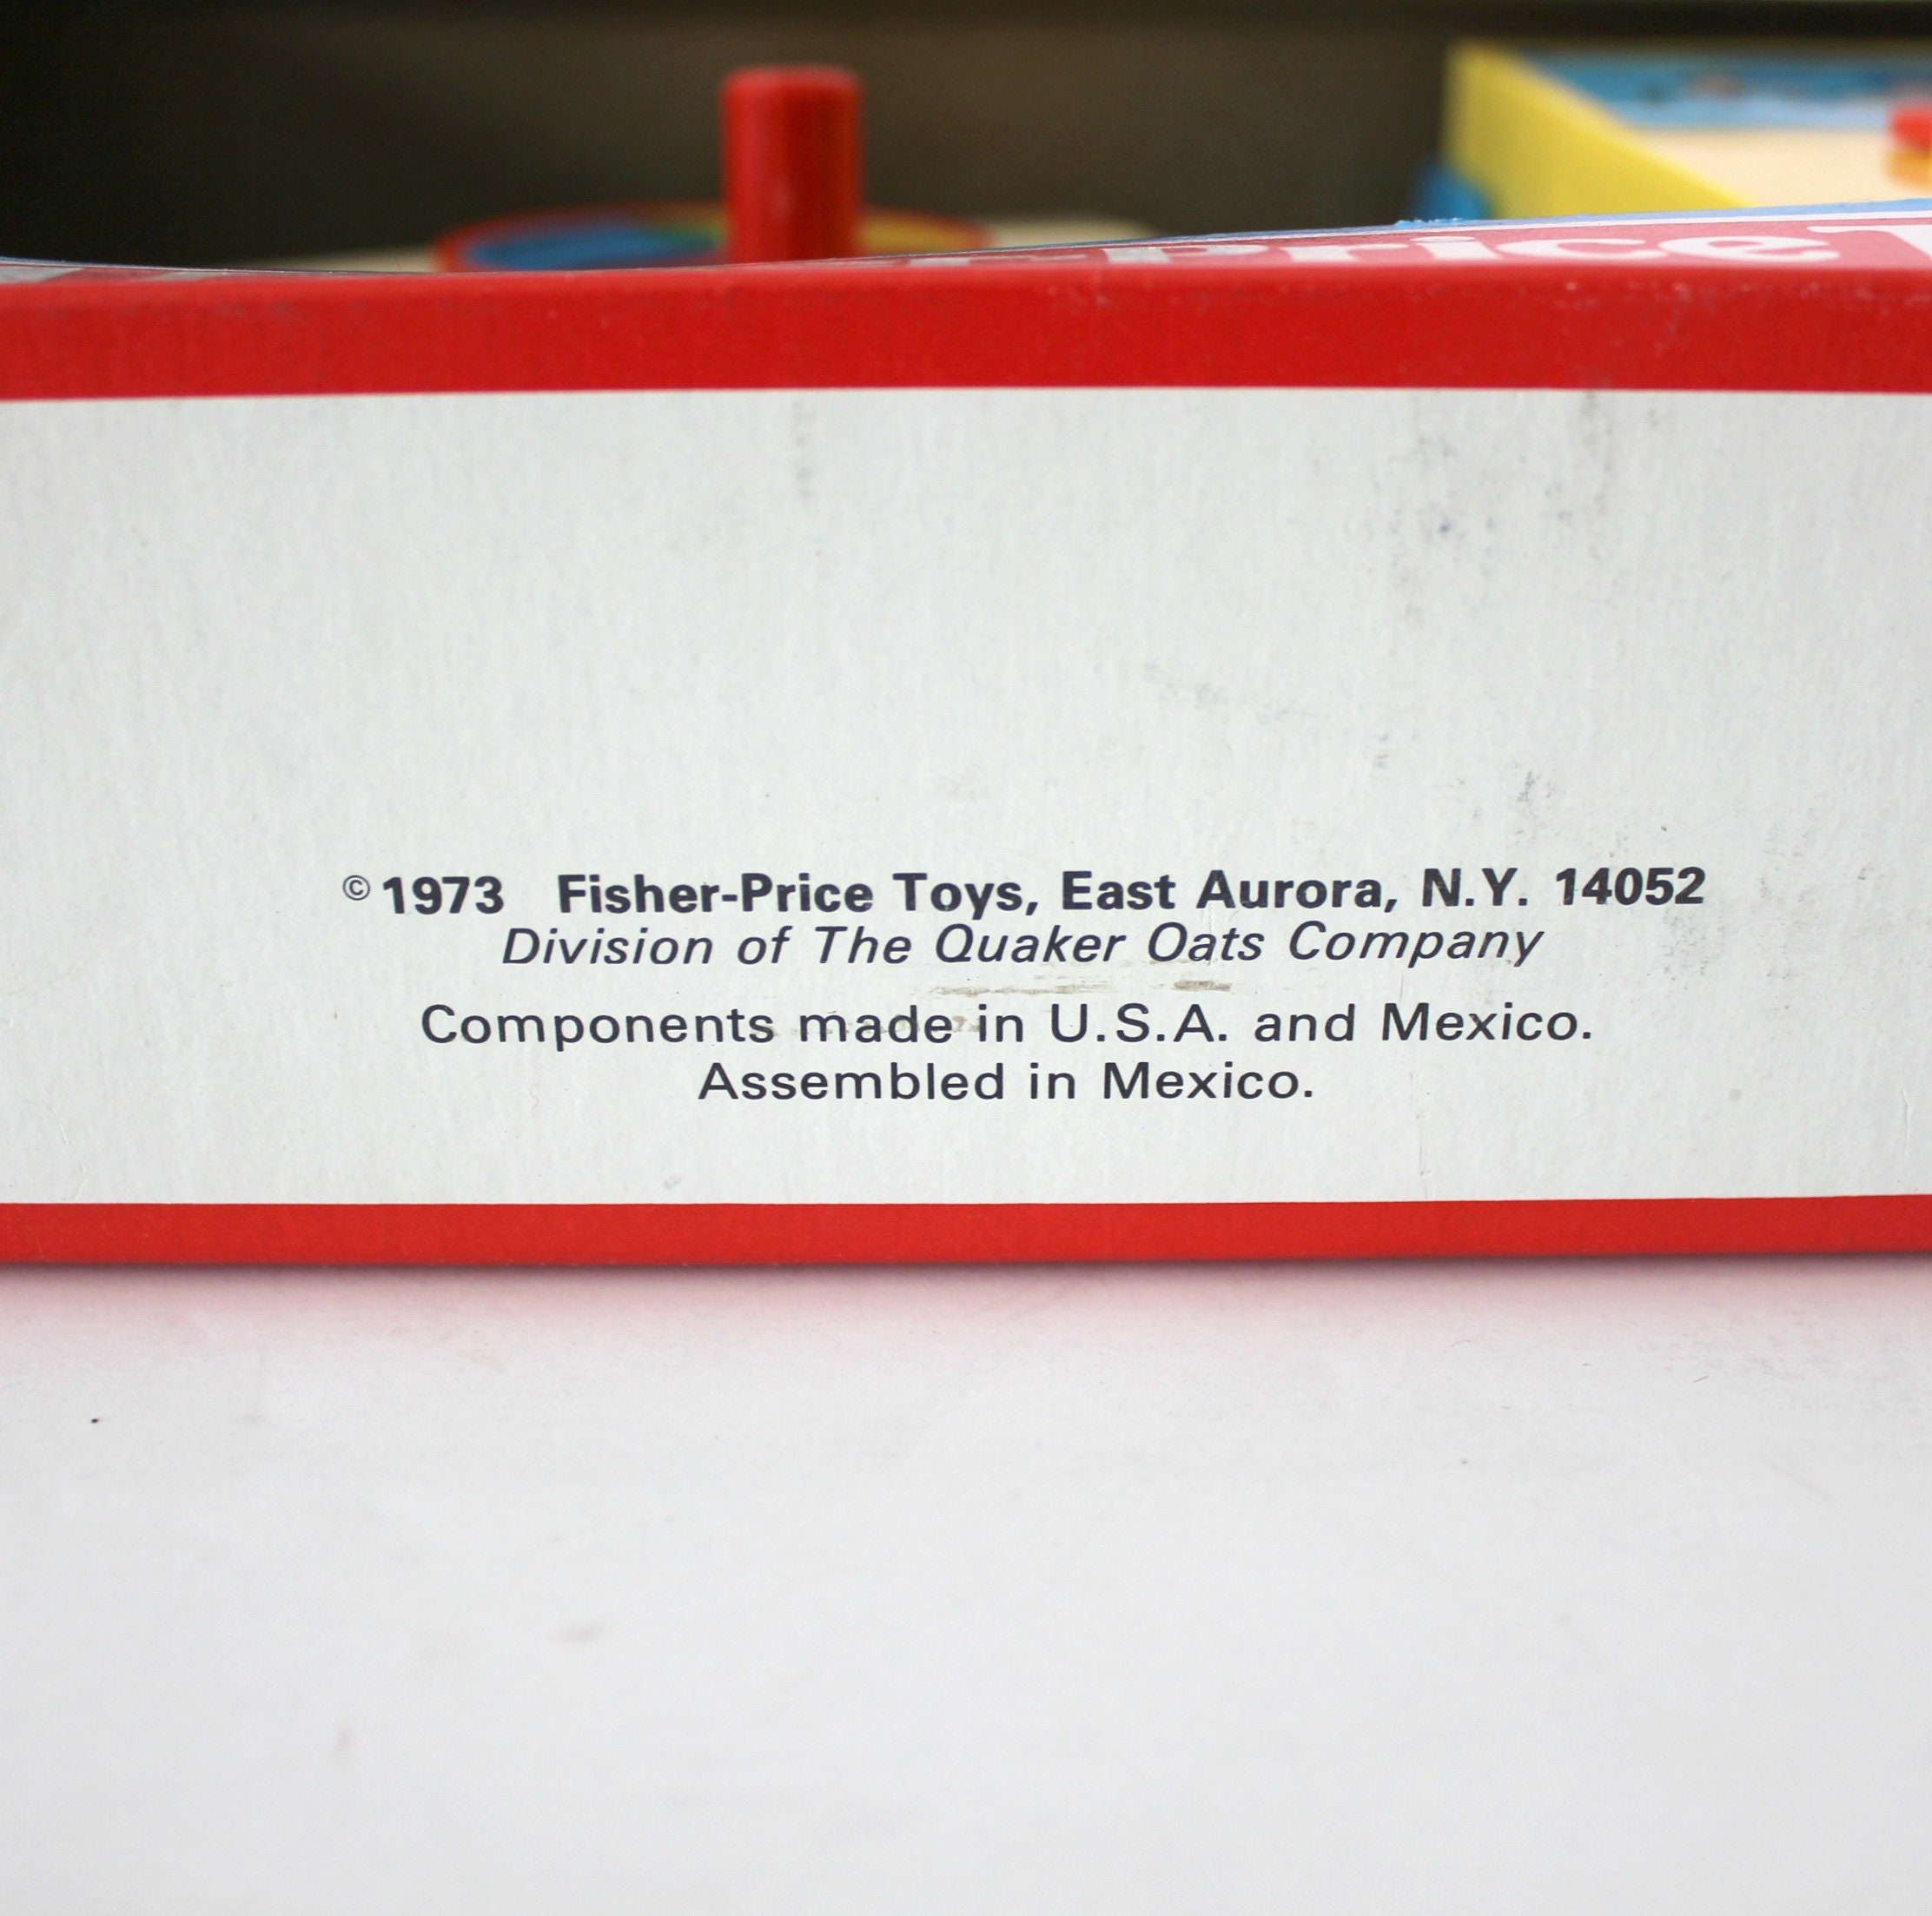 Price
©1973 Fisher-Price Toys, East Aurora, N.Y. 14052
Division of The Quaker Oats Company
Components made in U.S.A. and Mexico.
Assembled in Mexico.